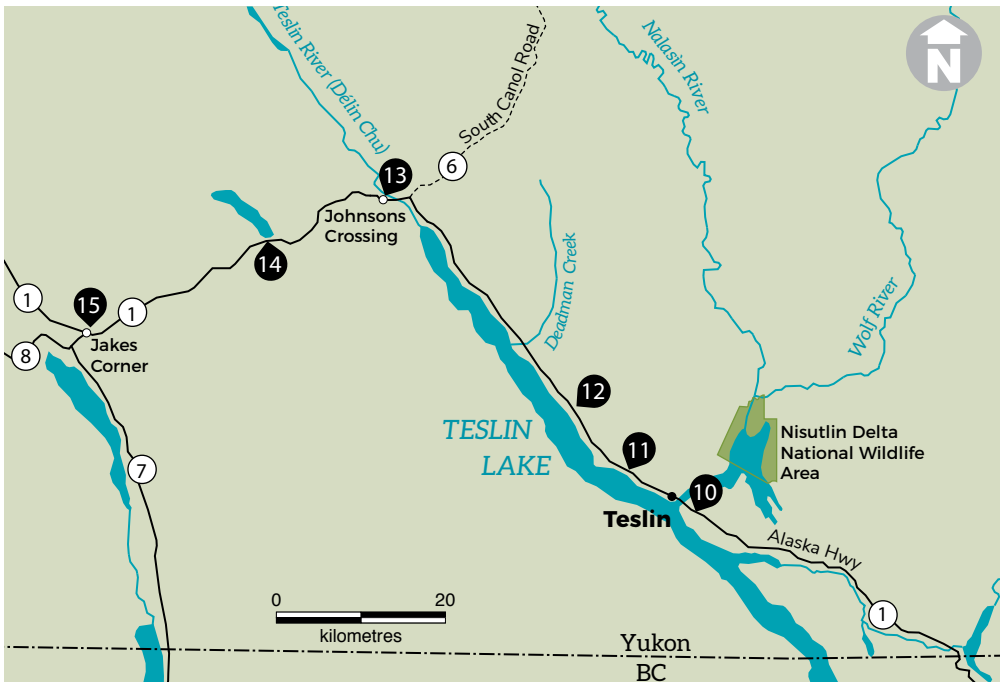 Teslin River (Délin Chu)
South Canol Road
Nalasìn River
N
6
13
Johnsons
Crossing
14
1
15
1
Jakes
Corner
8
Deadman Creek
Wolf River
12
TESLIN
LAKE
11
Nisutlin Delta
National Wildlife
Area
7
10
Teslin
Alaska Hwy
0
20
kilometres
1
Yukon
BC